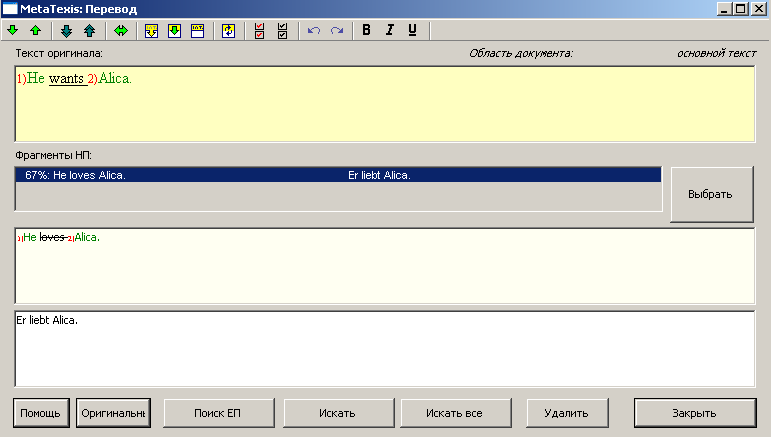 MetaTexis: Перевод
B I U
Текст оригинала: Область документа: основной текст
1)He wants 2)Alica.
Фрагменты НП:
67%: He loves Alica. Er liebt Alica.
Выбрать
1)He loves 2)Alica.
Er liebt Alica.
Помощь Оригинальн Поиск ЕП Искать Искать все Удалить Закрыть